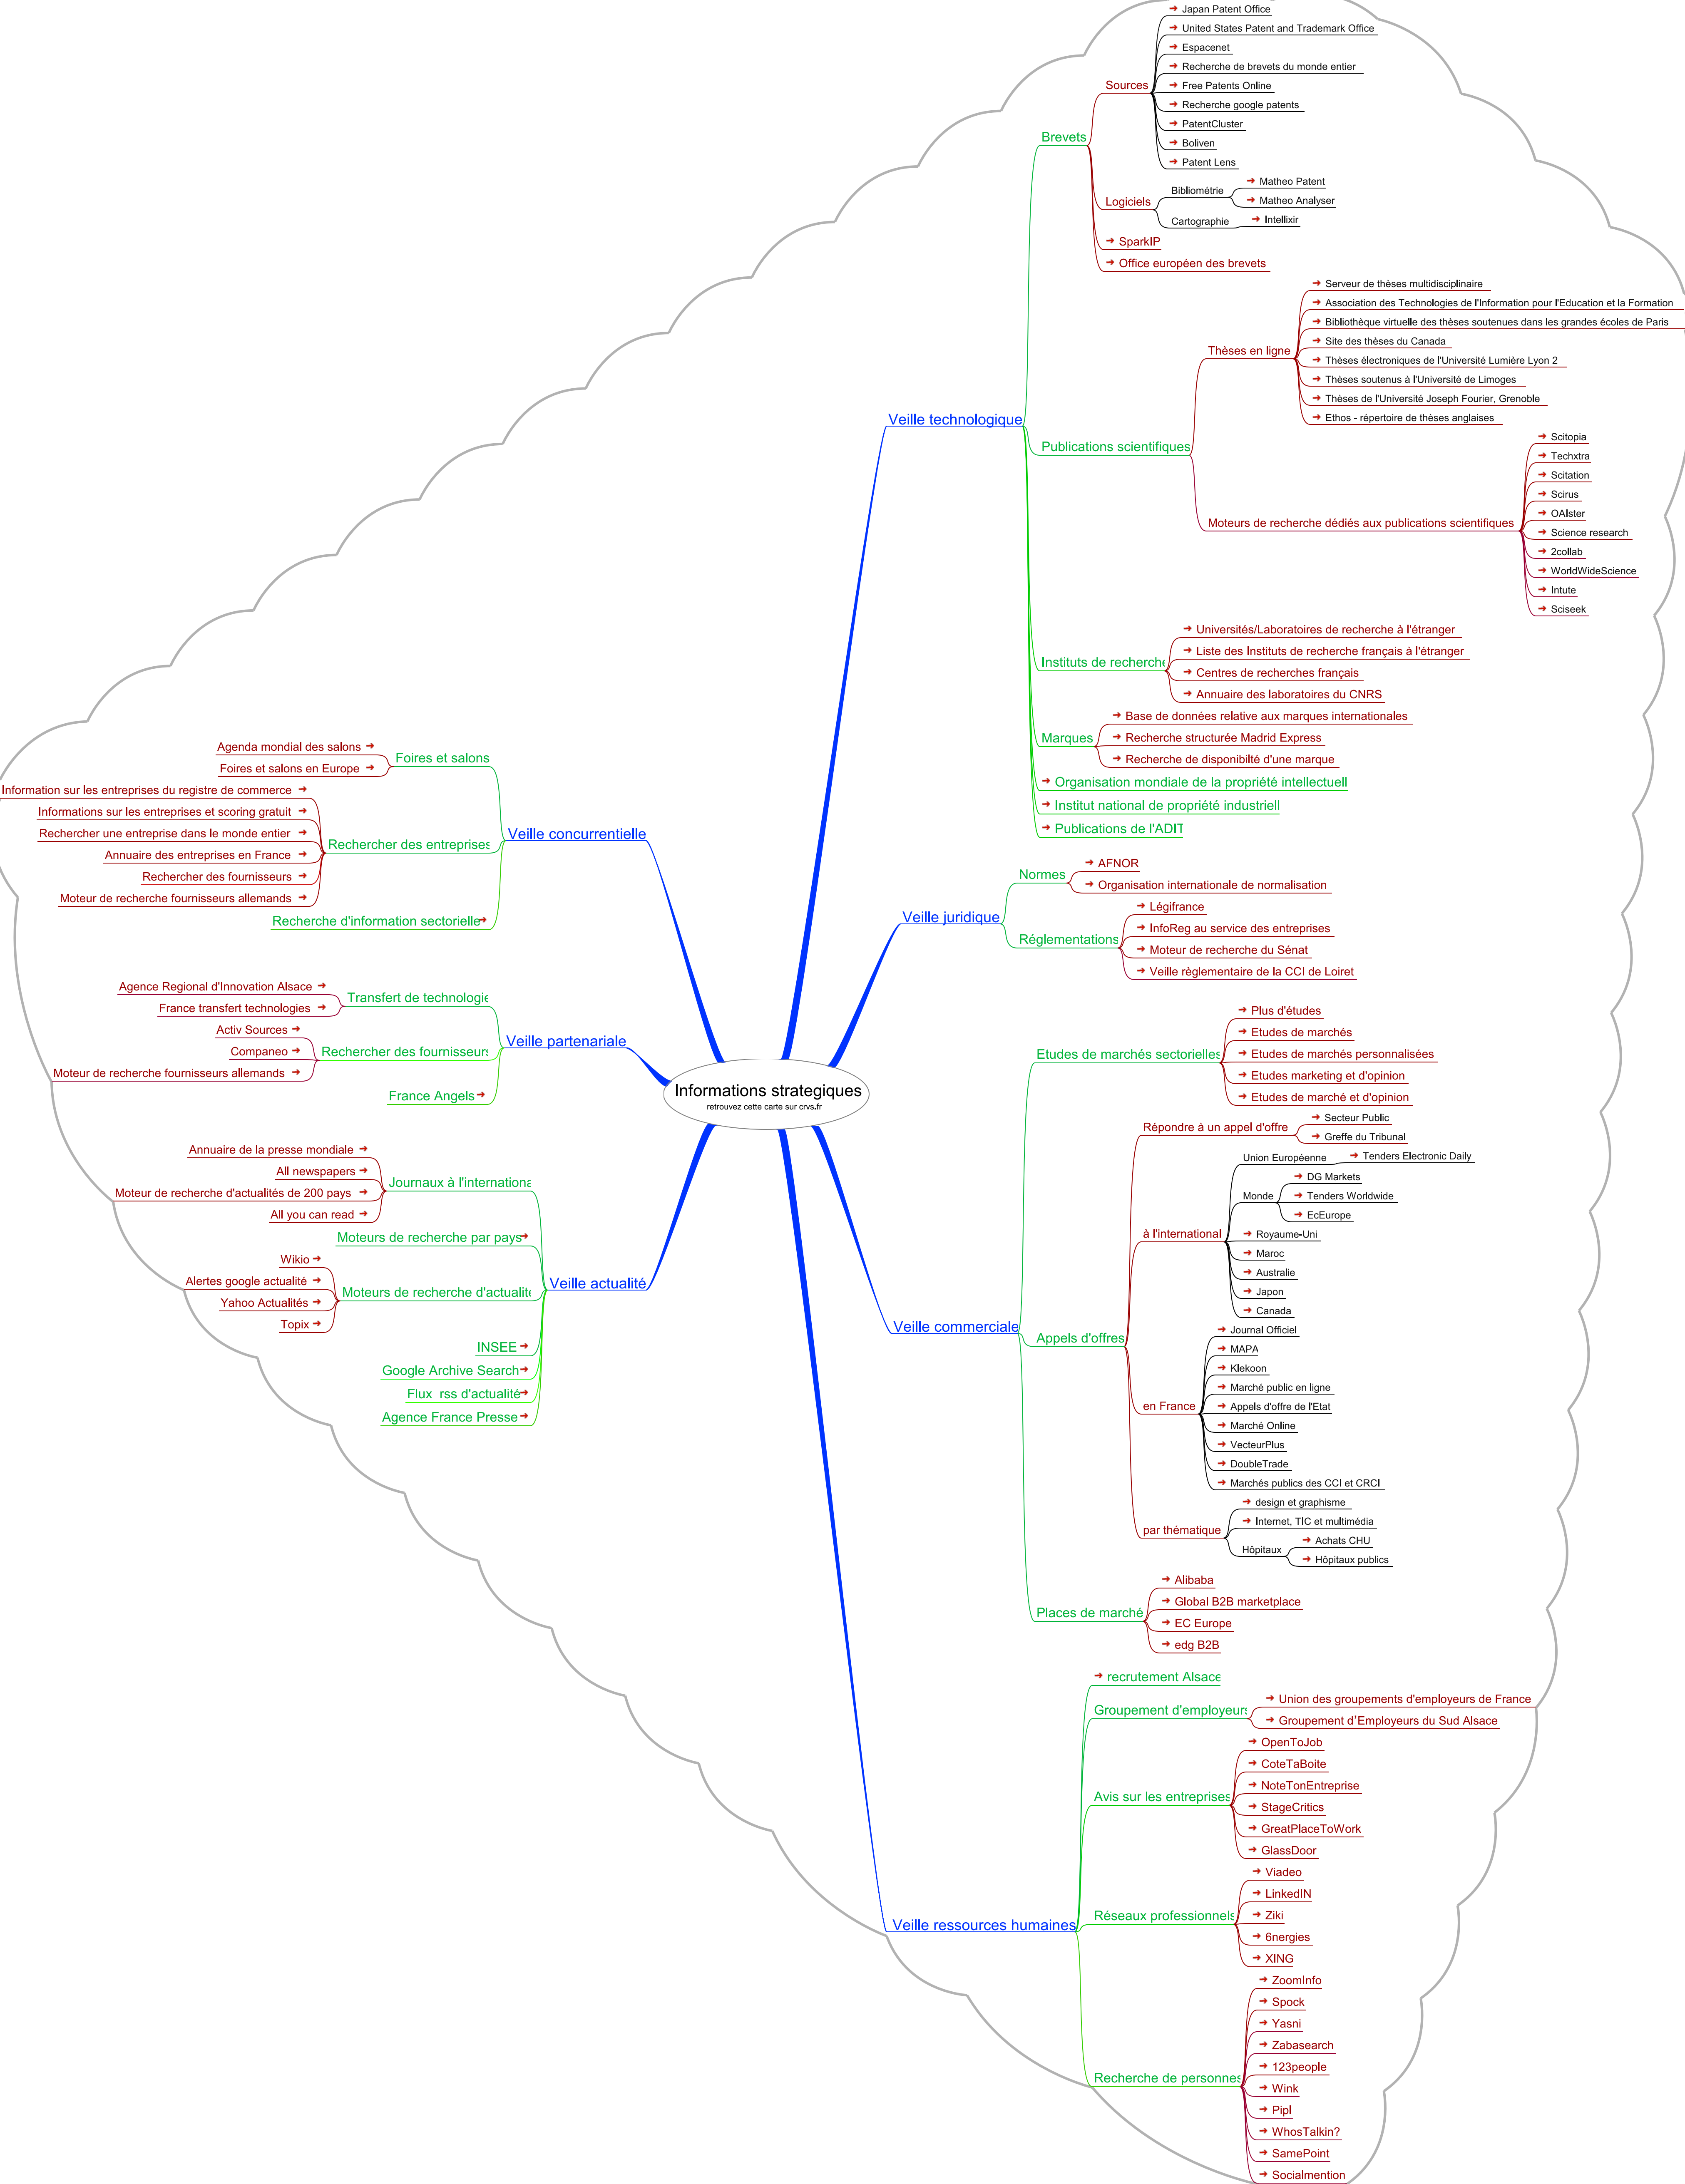 Informations strategiques
retrouvez cette carte sur crvs.fr
Veille technologique
Brevets
Sources
Japan Patent Office
United States Patent and Trademark Office
Espacenet
Recherche de brevets du monde entier
Free Patents Online
Recherche google patents
PatentCluster
Boliven
Patent Lens
Logiciels
Bibliométrie
Matheo Patent
Matheo Analyser
Cartographie
Intellixir
SparkIP
Office européen des brevets
Publications scientifiques
Thèses en ligne
Serveur de thèses multidisciplinaire
Association des Technologies de l'Information pour l'Education et la Formation
Bibliothèque virtuelle des thèses soutenues dans les grandes écoles de Paris
Site des thèses du Canada
Thèses électroniques de l'Université Lumière Lyon 2
Thèses soutenus à l'Université de Limoges
Thèses de l'Université Joseph Fourier, Grenoble
Ethos - répertoire de thèses anglaises
Moteurs de recherche dédiés aux publications scientifiques
Scitopia
Techxtra
Scitation
Scirus
OAIster
Science research
2collab
WorldWideScience
Intute
Sciseek
Instituts de recherche
Universités/Laboratoires de recherche à l'étranger
Liste des Instituts de recherche français à l'étranger
Centres de recherches français
Annuaire des laboratoires du CNRS
Marques
Base de données relative aux marques internationales
Recherche structurée Madrid Express
Recherche de disponibilté d'une marque
Organisation mondiale de la propriété intellectuell
Institut national de propriété industriell
Publications de l'ADIT
Veille juridique
Normes
AFNOR
Organisation internationale de normalisation
Réglementations
Légifrance
InfoReg au service des entreprises
Moteur de recherche du Sénat
Veille règlementaire de la CCI de Loiret
Veille commerciale
Etudes de marchés sectorielles
Plus d'études
Etudes de marchés
Etudes de marchés personnalisées
Etudes marketing et d'opinion
Etudes de marché et d'opinion
Appels d'offres
Répondre à un appel d'offre
Secteur Public
Greffe du Tribunal
à l'international
Union Européenne
Tenders Electronic Daily
Monde
DG Markets
Tenders Worldwide
EcEurope
Royaume-Uni
Maroc
Australie
Japon
Canada
en France
Journal Officiel
MAPA
Klekoon
Marché public en ligne
Appels d'offre de l'Etat
Marché Online
VecteurPlus
DoubleTrade
Marchés publics des CCI et CRCI
par thématique
design et graphisme
Internet, TIC et multimédia
Hôpitaux
Achats CHU
Hôpitaux publics
Places de marché
Alibaba
Global B2B marketplace
EC Europe
edg B2B
Veille ressources humaines
recrutement Alsace
Groupement d'employeurs
Union des groupements d'employeurs de France
Groupement d'Employeurs du Sud Alsace
Avis sur les entreprises
OpenToJob
CoteTaBoite
NoteTonEntreprise
StageCritics
GreatPlaceToWork
GlassDoor
Réseaux professionnels
Viadeo
LinkedIN
Ziki
6nergies
XING
Recherche de personnes
ZoomInfo
Spock
Yasni
Zabasearch
123people
Wink
Pipl
WhosTalkin?
SamePoint
Socialmention
Veille concurrentielle
Foires et salons
Agenda mondial des salons
Foires et salons en Europe
Rechercher des entreprises
Information sur les entreprises du registre de commerce
Informations sur les entreprises et scoring gratuit
Rechercher une entreprise dans le monde entier
Annuaire des entreprises en France
Rechercher des fournisseurs
Moteur de recherche fournisseurs allemands
Recherche d'information sectorielle
Veille partenariale
Transfert de technologie
Agence Regional d'Innovation Alsace
France transfert technologies
Rechercher des fournisseurs
Activ Sources
Companeo
Moteur de recherche fournisseurs allemands
France Angels
Veille actualité
Journaux à l'internationa
Annuaire de la presse mondiale
All newspapers
Moteur de recherche d'actualités de 200 pays
All you can read
Moteurs de recherche par pays
Moteurs de recherche d'actualité
Wikio
Alertes google actualité
Yahoo Actualités
Topix
INSEE
Google Archive Search
Flux rss d'actualité
Agence France Presse